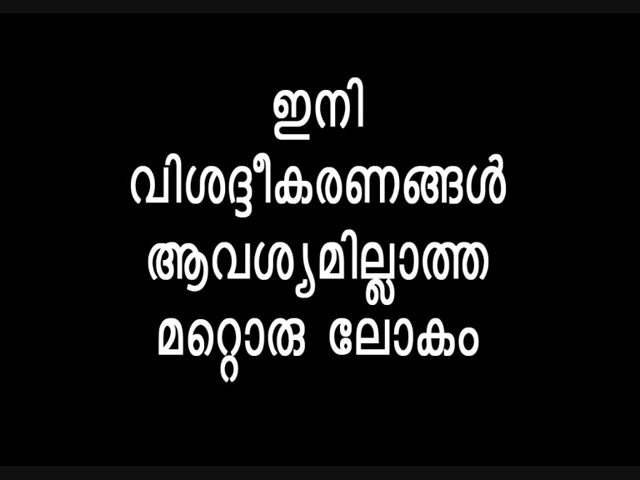 ഇനി
വിശദ്ദീകരണങ്ങൾ
ആവശ്യമില്ലാത്ത
മറ്റൊരു ലോകം